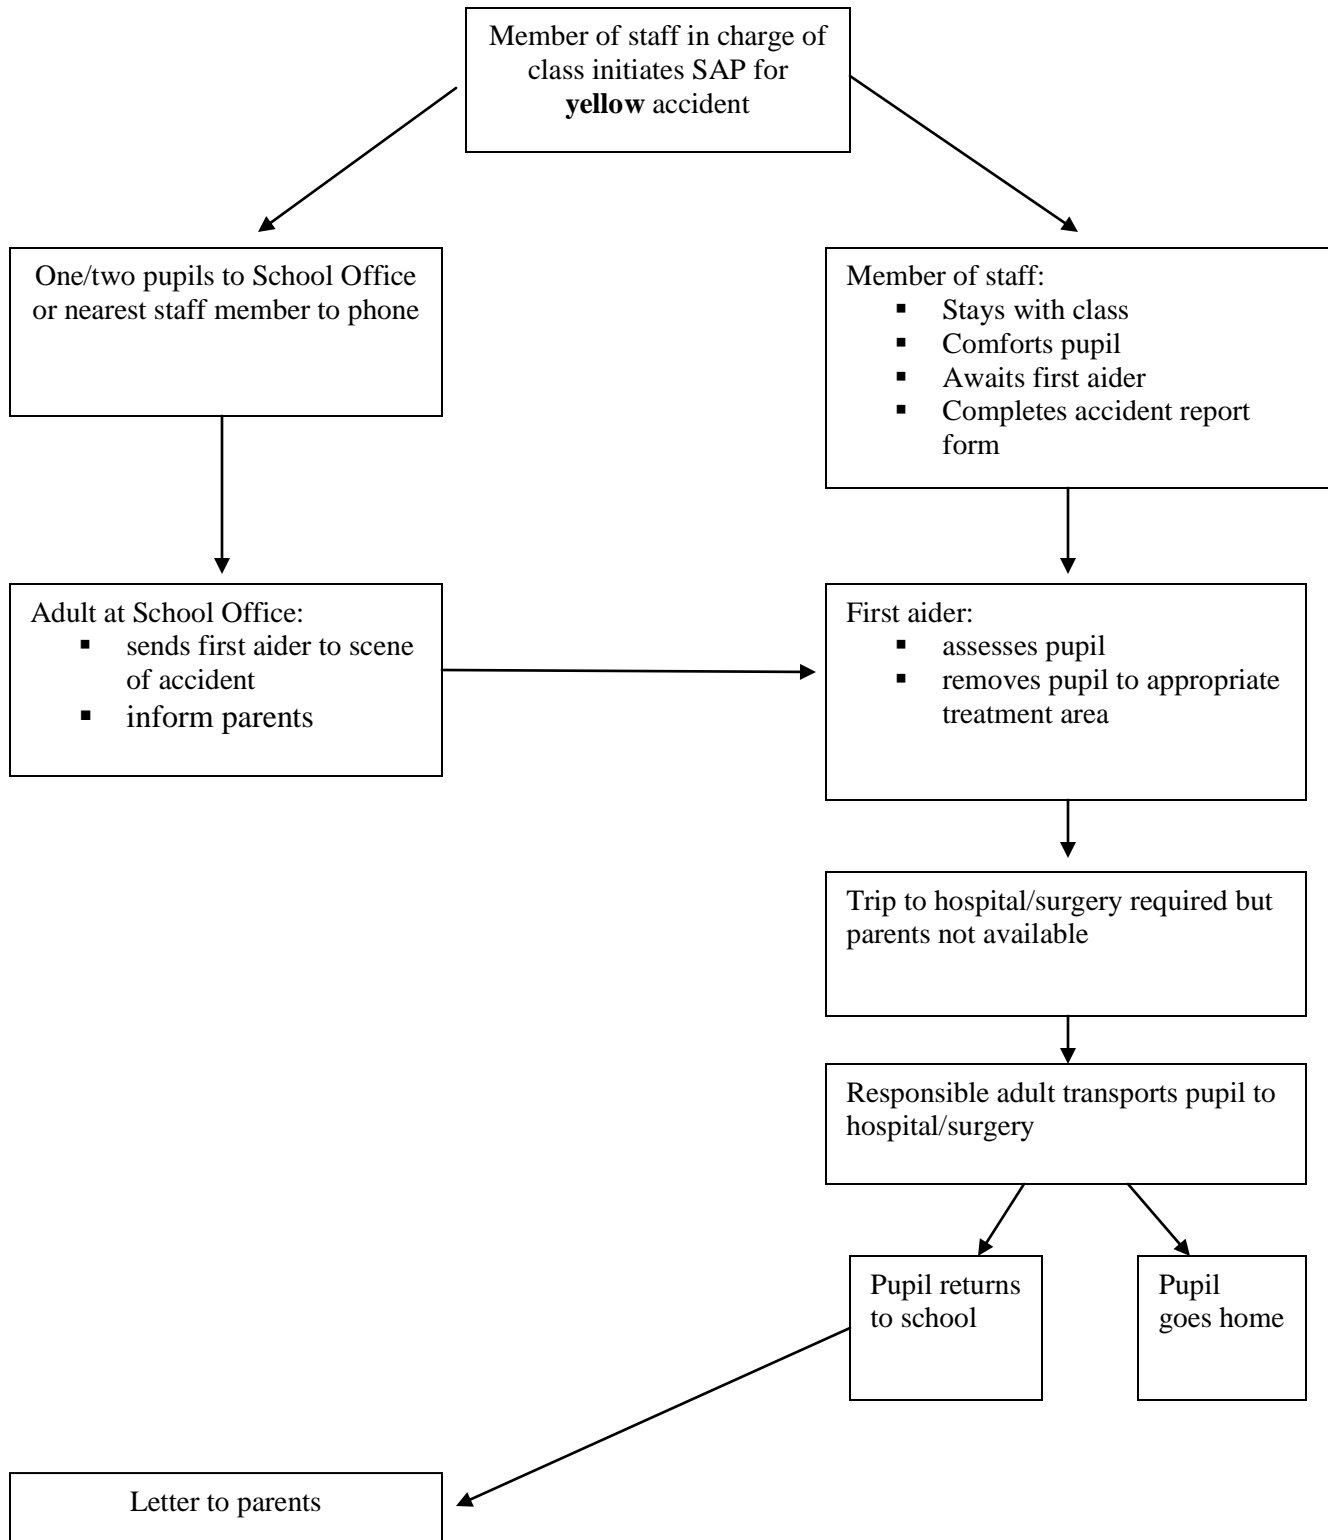 Member of staff in charge of
class initiates SAP for
yellow accident
One/two pupils to School Office
or nearest staff member to phone
Member of staff:
▪ Stays with class
▪ Comforts pupil
▪ Awaits first aider
▪ Completes accident report
form
Adult at School Office:
▪ sends first aider to scene
of accident
▪ inform parents
First aider:
▪ assesses pupil
▪ removes pupil to appropriate
treatment area
Trip to hospital/surgery required but
parents not available
Responsible adult transports pupil to
hospital/surgery
Pupil returns
to school
Pupil
goes home
Letter to parents